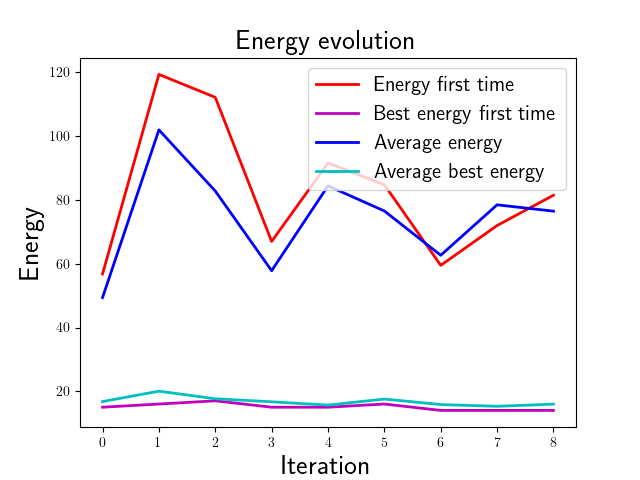 Energy evolution
Energy first time
Best energy first time
Average energy
Average best energy
120
100
80
60
40
20
Energy
0 1 2 3 4 5 6 7 8
Iteration